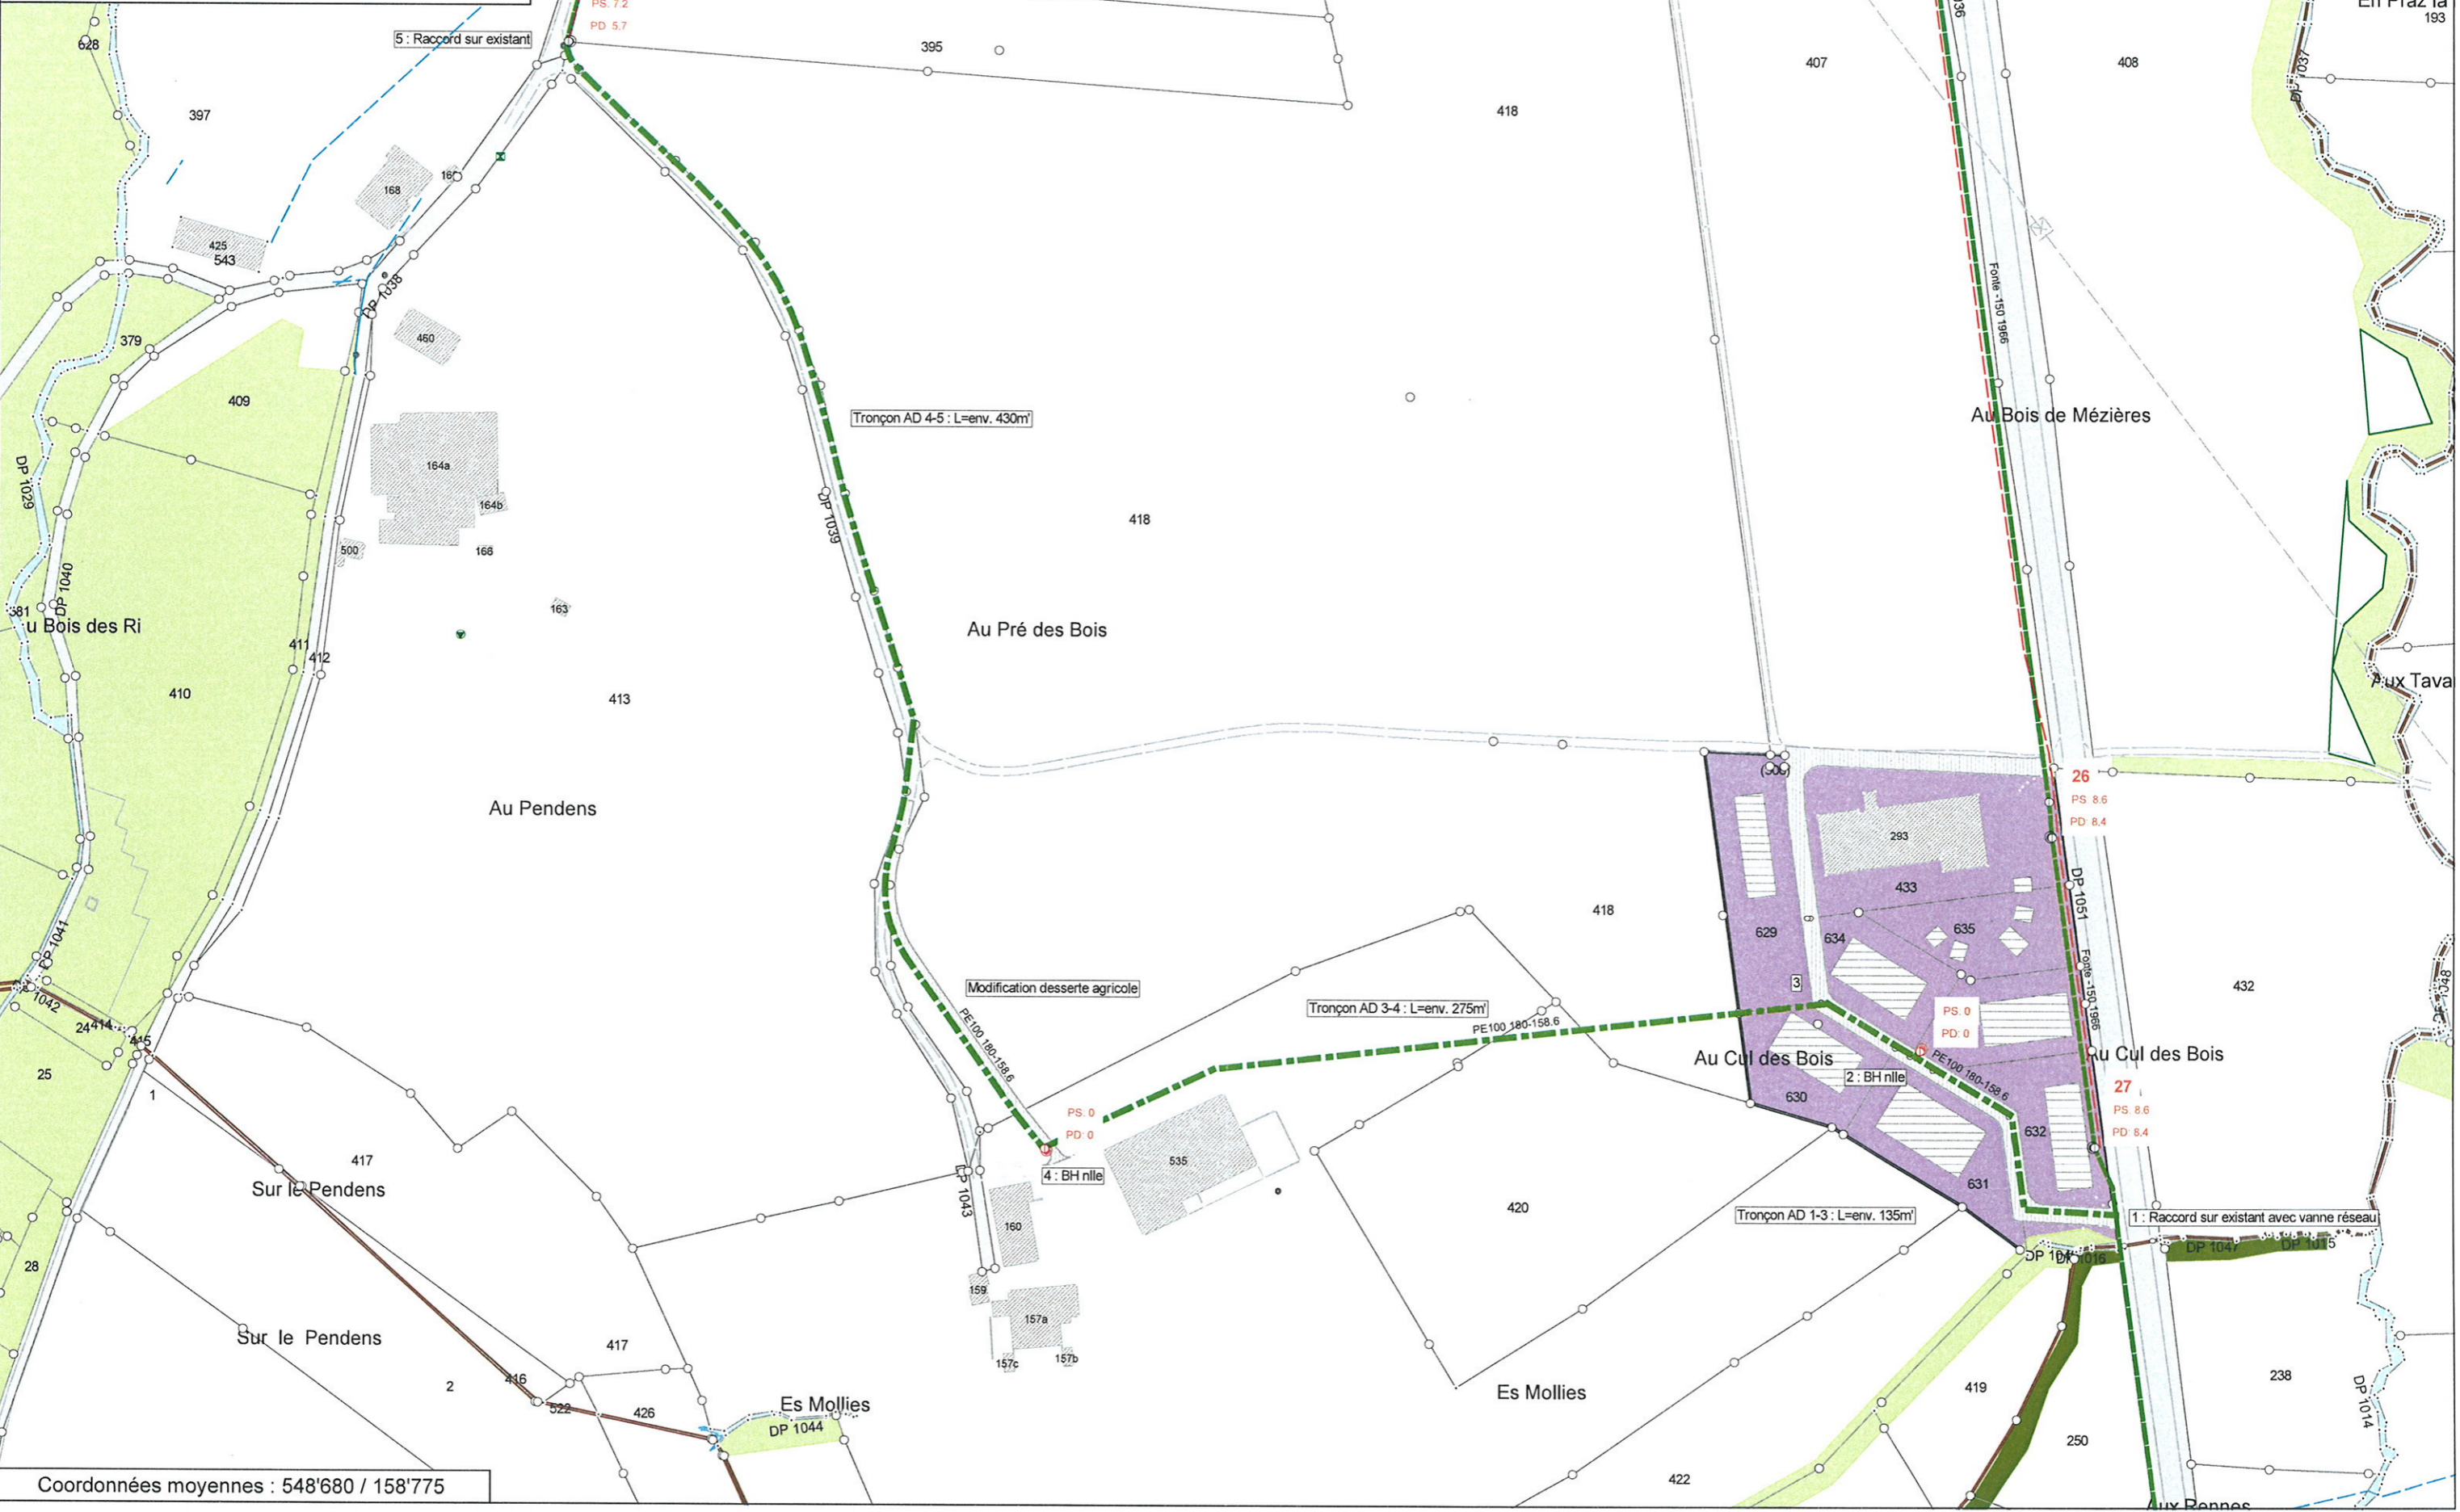 PS. 7.2
PD. 5.7
5 : Raccord sur existant
628
397
395
418
407
408
193
168
425
543
DP 1038
460
379
409
Tronçon AD 4-5 : L=env. 430m'
Fonte -150 1966
Au Bois de Mézières
164a
164b
500
166
163
DP 1029
DP 1040
DP 1039
418
Au Pré des Bois
411
412
410
413
Au Pendens
26
PS. 8.6
PD. 8.4
293
433
DP 1051
629
634
635
418
432
Fonte -150 1966
Modification desserte agricole
PE100 180-158.6
Tronçon AD 3-4 : L=env. 275m'
PE100 180-158.6
3
PS. 0
PD. 0
Au Cul des Bois
2 : BH nlle
PE100 180-158.6
Au Cul des Bois
27
PS. 8.6
PD. 8.4
630
632
631
DP 1041
1042
24
414
25
1
417
Sur le Pendens
PS. 0
PD. 0
4 : BH nlle
535
DP 1043
160
159
157a
157c
157b
420
Tronçon AD 1-3 : L=env. 135m'
1 : Raccord sur existant avec vanne réseau
DP 1047
DP 1015
28
Sur le Pendens
417
2
416
522
426
Es Mollies
DP 1044
Es Mollies
419
250
238
DP 1014
422
Aux Rennes
Coordonnées moyennes : 548'680 / 158'775